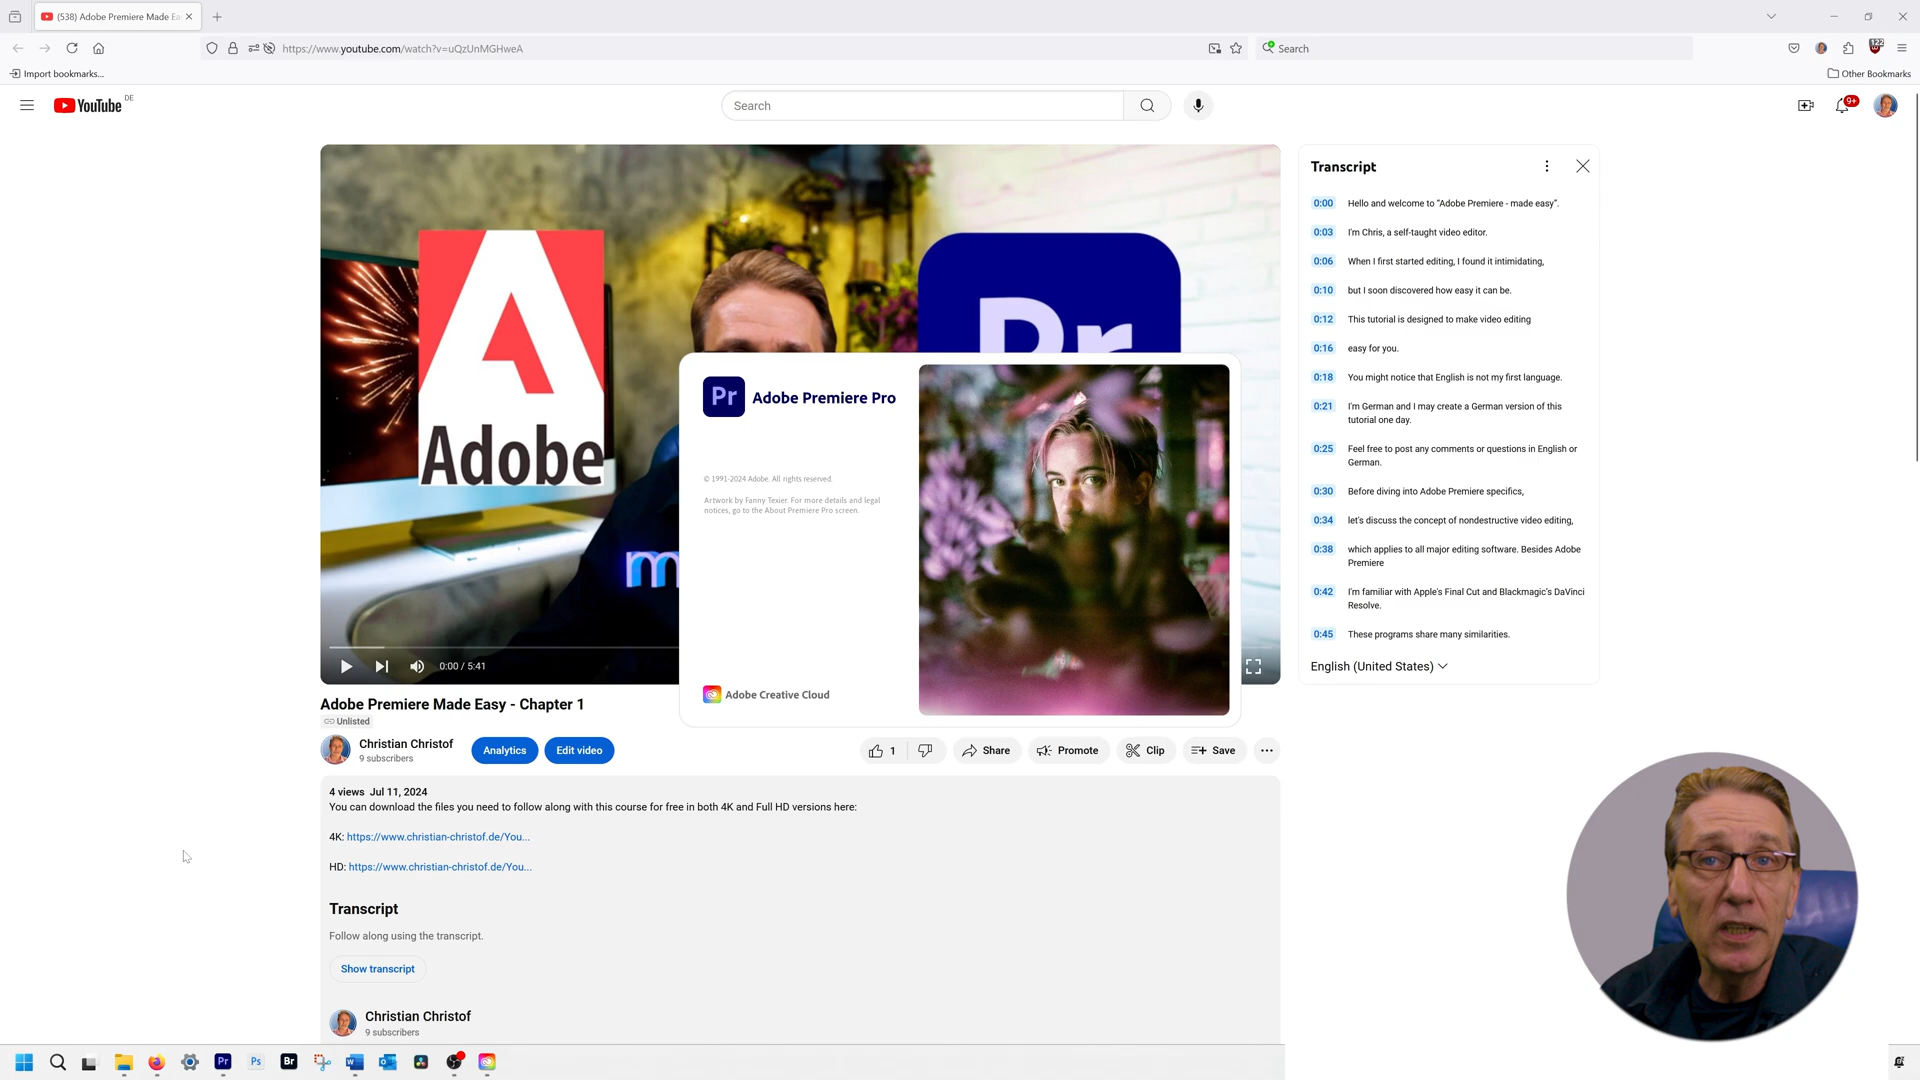 (538) Adobe Premiere Made Ea
https://www.youtube.com/watch?v=uQzUnMGHweA
Search
122
Import bookmarks...
Other Bookmarks
YouTube DE
Search
9+
Adobe
Pr
Pr Adobe Premiere Pro
© 1991-2024 Adobe. All rights reserved.
Artwork by Fanny Texier. For more details and legal
notices, go to the About Premiere Pro screen.
Adobe Creative Cloud
m
0:00 / 5:41
Transcript
0:00 Hello and welcome to “Adobe Premiere - made easy”.
0:03 I'm Chris, a self-taught video editor.
0:06 When I first started editing, I found it intimidating,
0:10 but I soon discovered how easy it can be.
0:12 This tutorial is designed to make video editing
0:16 easy for you.
0:18 You might notice that English is not my first language.
0:21 I'm German and I may create a German version of this
tutorial one day.
0:25 Feel free to post any comments or questions in English or
German.
0:30 Before diving into Adobe Premiere specifics,
0:34 let's discuss the concept of nondestructive video editing,
0:38 which applies to all major editing software. Besides Adobe
Premiere
0:42 I'm familiar with Apple's Final Cut and Blackmagic's DaVinci
Resolve.
0:45 These programs share many similarities.
English (United States)
Adobe Premiere Made Easy - Chapter 1
Unlisted
Christian Christof
9 subscribers
Analytics
Edit video
1
Share
Promote
Clip
Save
4 views Jul 11, 2024
You can download the files you need to follow along with this course for free in both 4K and Full HD versions here:
4K: https://www.christian-christof.de/You...
HD: https://www.christian-christof.de/You...
Transcript
Follow along using the transcript.
Show transcript
Christian Christof
9 subscribers
Pr
Ps
Br